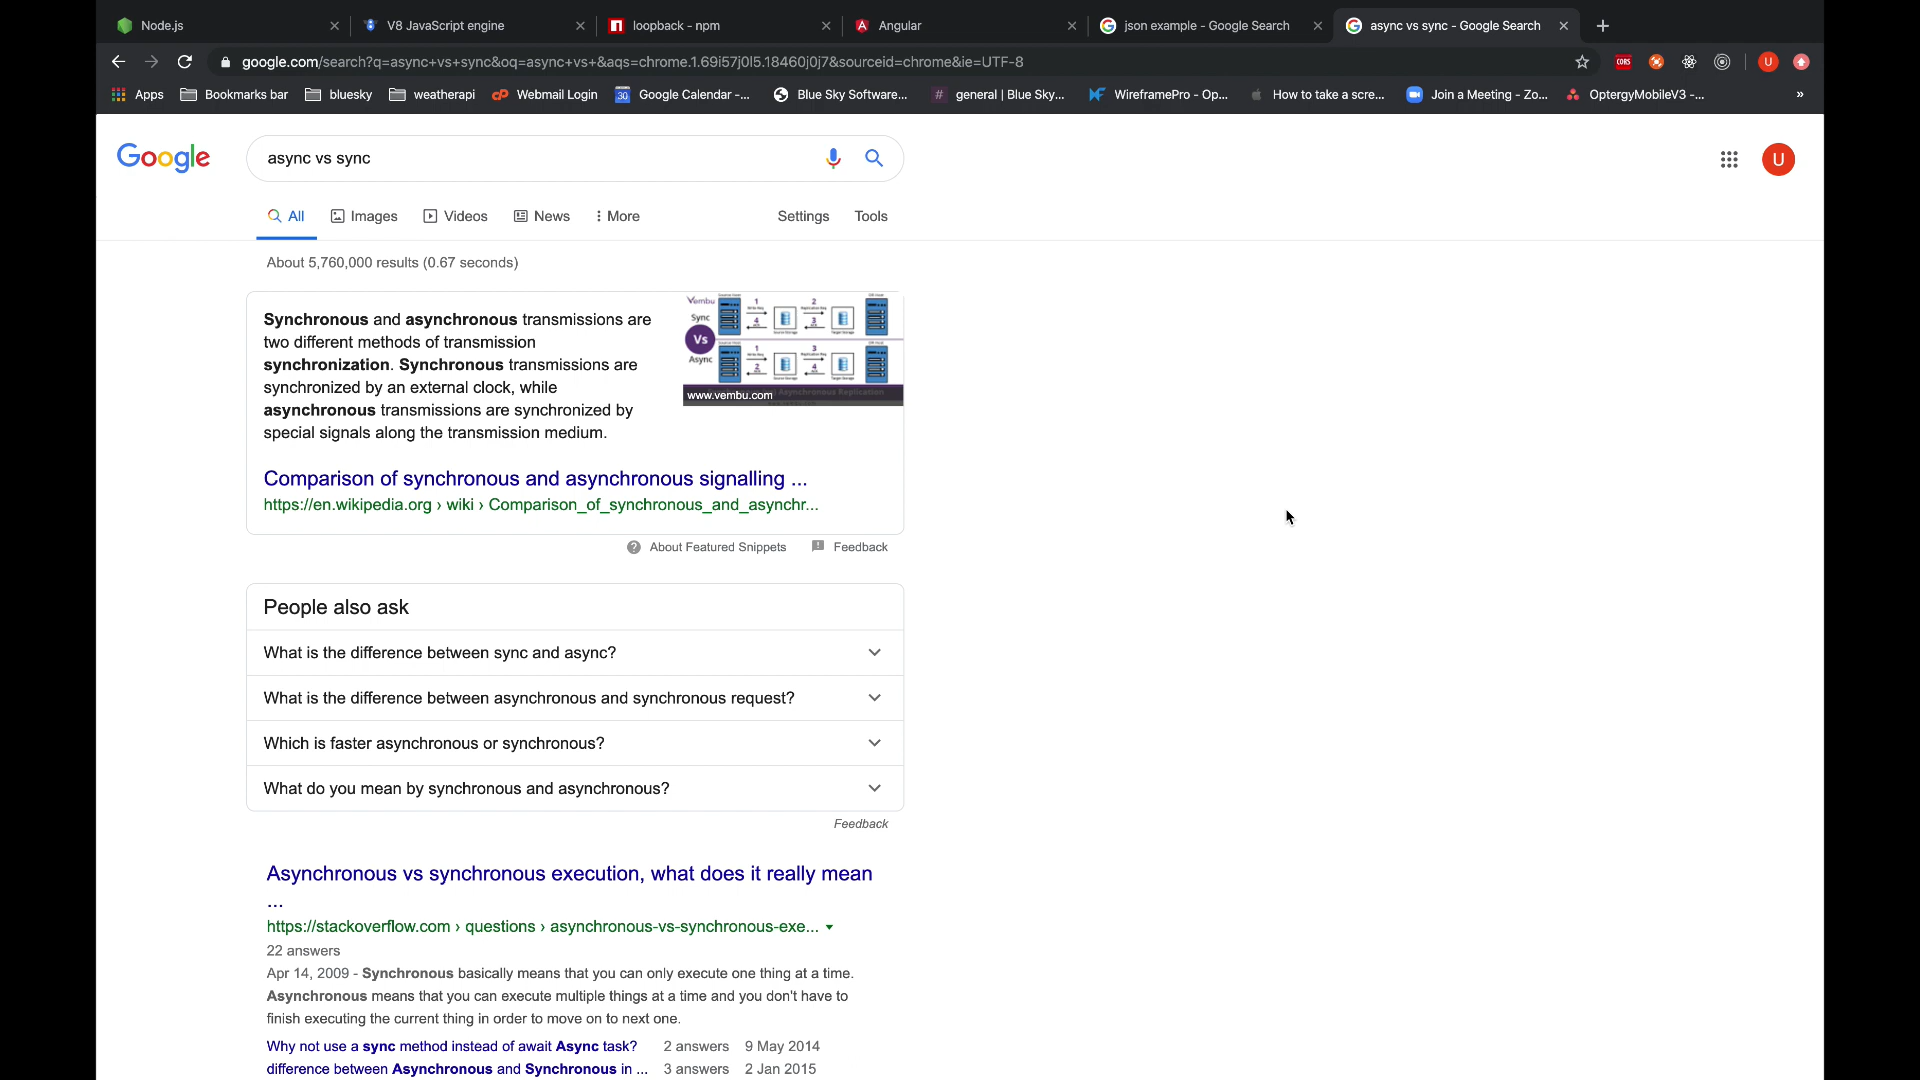 Node.js
V8 JavaScript engine
loopback - npm
Angular
json example - Google Search
async vs sync - Google Search
google.com/search?q=async+vs+sync&oq=async+vs+&aqs=chrome.1.69i57j0l5.18460j0j7&sourceid=chrome&ie=UTF-8
CORS
U
Apps
Bookmarks bar
bluesky
weatherapi
cP Webmail Login
30 Google Calendar -...
Blue Sky Software...
# general | Blue Sky...
WireframePro - Op...
How to take a scre...
Join a Meeting - Zo...
OptergyMobileV3 -...
»
Google
async vs sync
U
All
Images
Videos
News
More
Settings
Tools
About 5,760,000 results (0.67 seconds)
Synchronous and asynchronous transmissions are
two different methods of transmission
synchronization. Synchronous transmissions are
synchronized by an external clock, while
asynchronous transmissions are synchronized by
special signals along the transmission medium.
Vembu
Sync
Vs
Async
1 2
4 3
1 3
2 4
www.vembu.com
Comparison of synchronous and asynchronous signalling ...
https://en.wikipedia.org › wiki › Comparison_of_synchronous_and_asynchr...
About Featured Snippets
Feedback
People also ask
What is the difference between sync and async?
What is the difference between asynchronous and synchronous request?
Which is faster asynchronous or synchronous?
What do you mean by synchronous and asynchronous?
Feedback
Asynchronous vs synchronous execution, what does it really mean
...
https://stackoverflow.com › questions › asynchronous-vs-synchronous-exe...
22 answers
Apr 14, 2009 - Synchronous basically means that you can only execute one thing at a time.
Asynchronous means that you can execute multiple things at a time and you don't have to
finish executing the current thing in order to move on to next one.
Why not use a sync method instead of await Async task? 2 answers 9 May 2014
difference between Asynchronous and Synchronous in ... 3 answers 2 Jan 2015